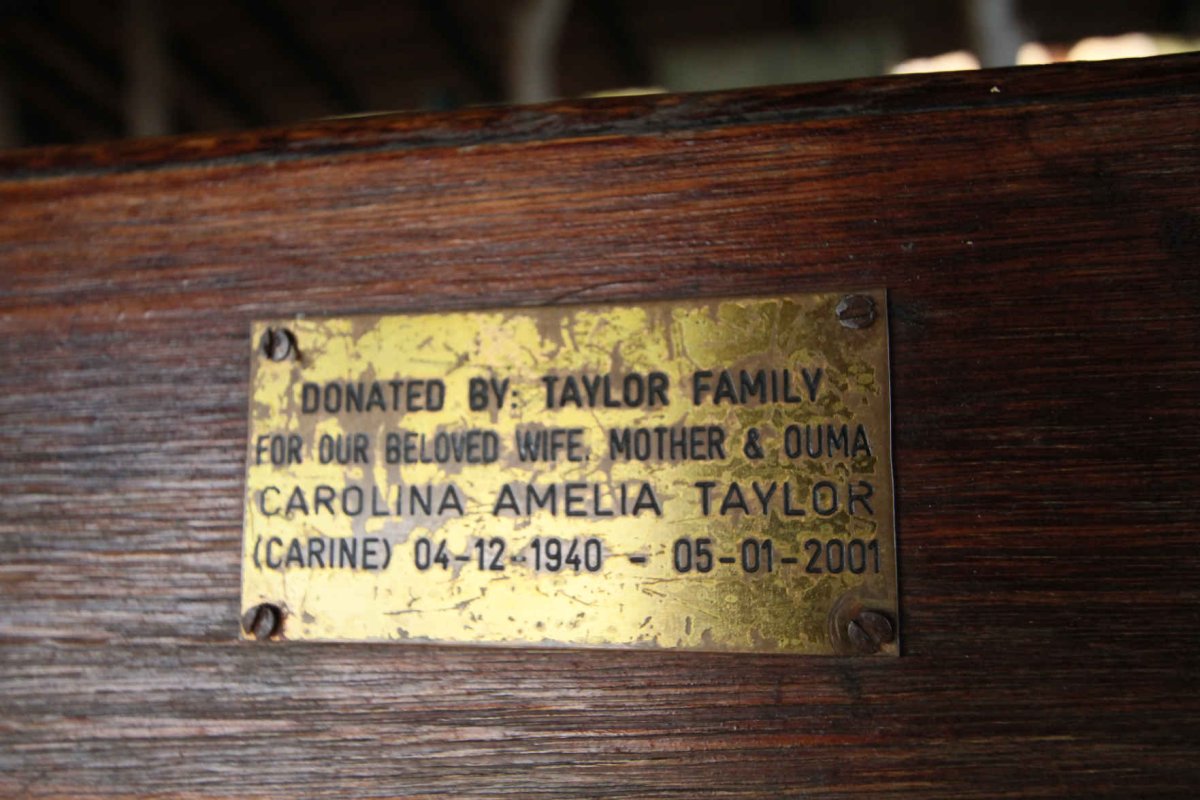 DONATED BY: TAYLOR FAMILY
FOR OUR BELOVED WIFE, MOTHER & OUMA
CAROLINA AMELIA TAYLOR
(CARINE) 04-12-1940 - 05-01-2001